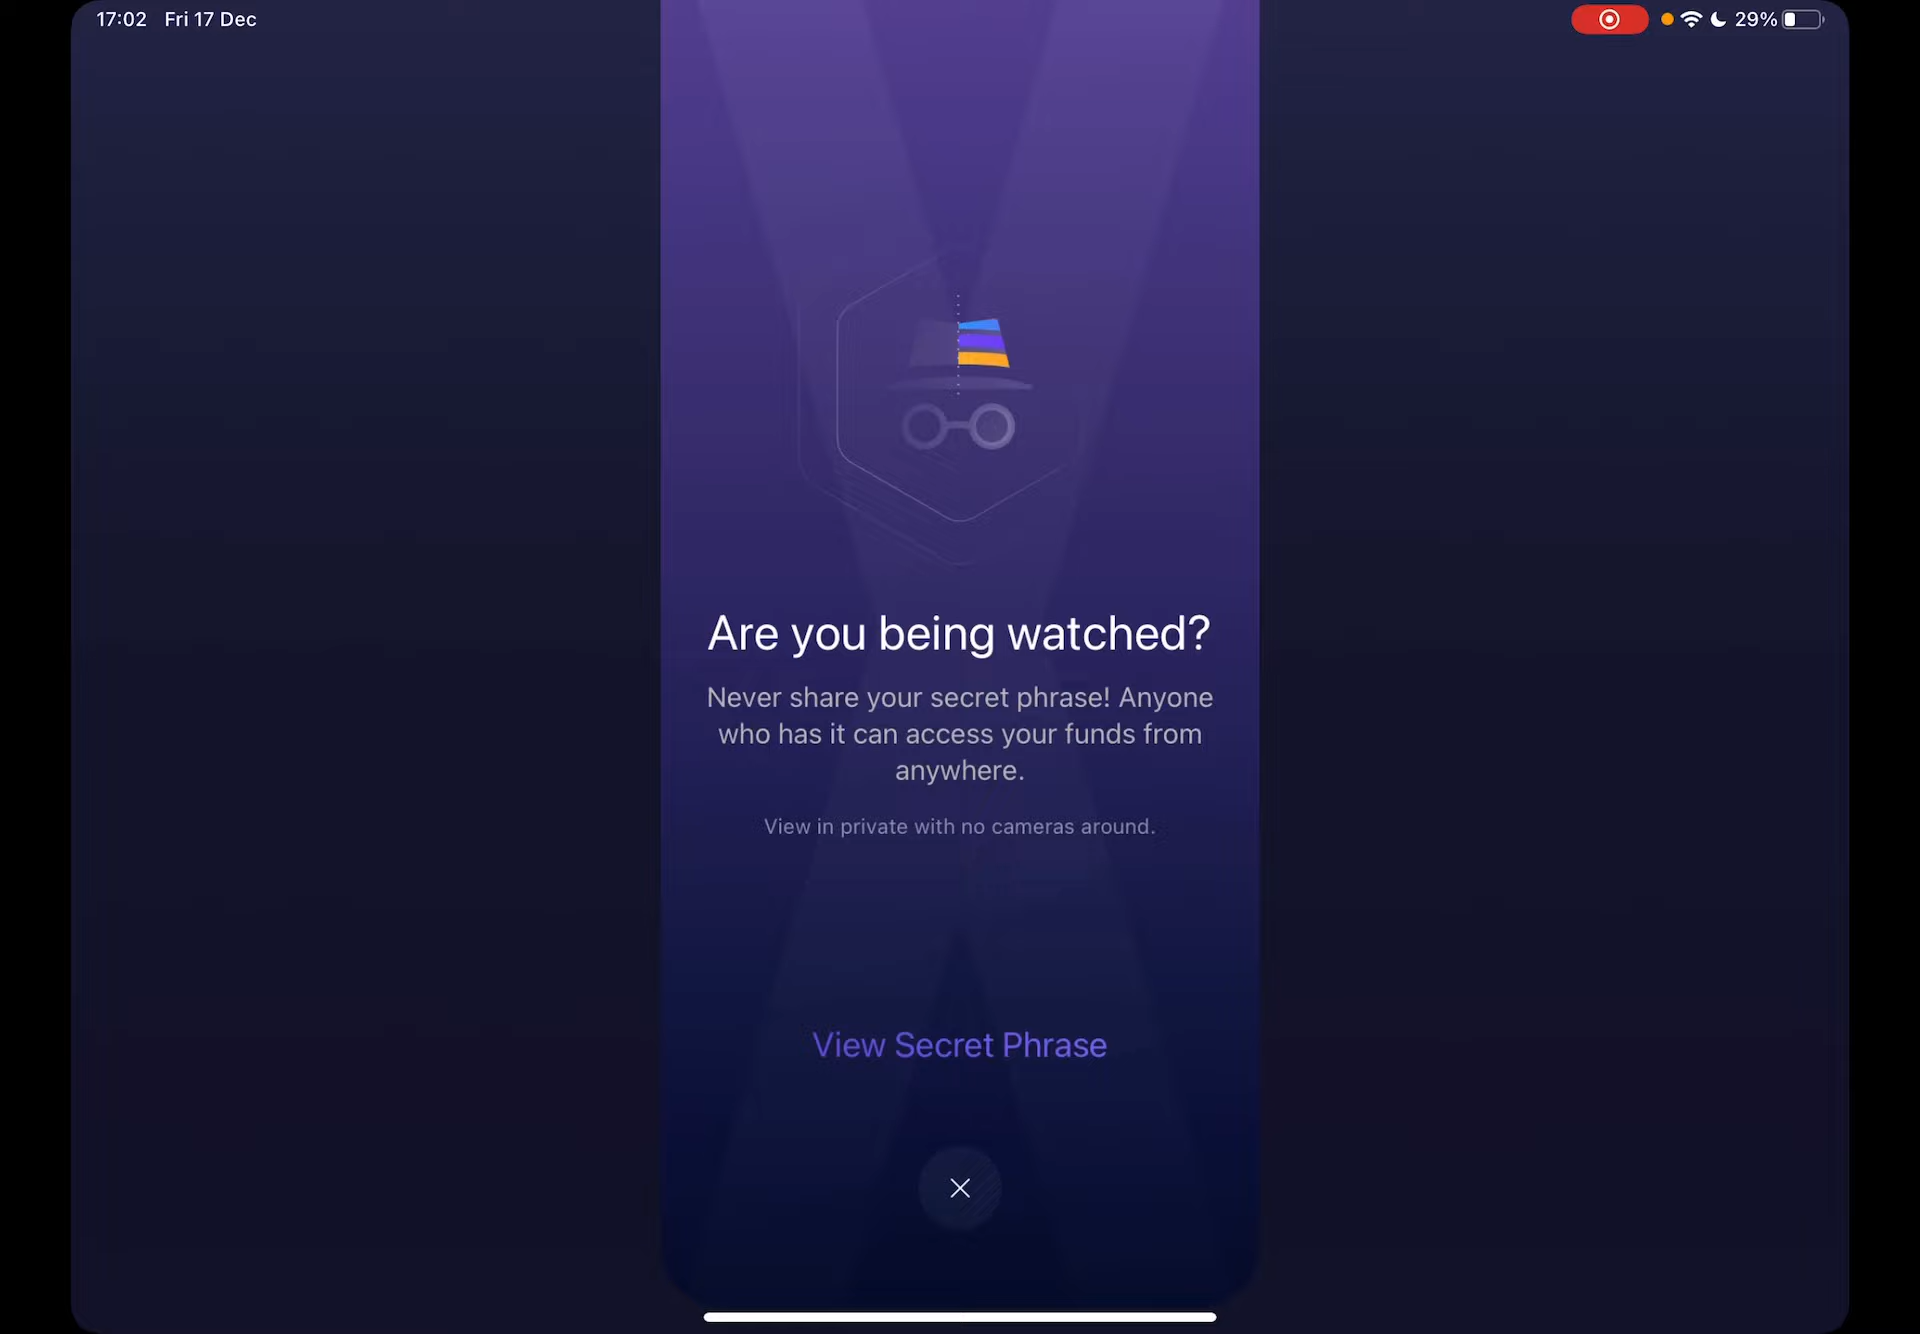 17:02 Fri 17 Dec 29%
Are you being watched?
Never share your secret phrase! Anyone
who has it can access your funds from
anywhere.
View in private with no cameras around.
View Secret Phrase